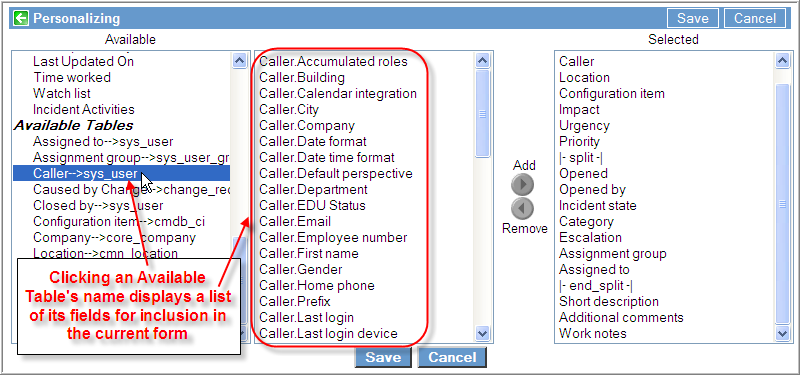 Personalizing
Save
Cancel
Available
Selected
Last Updated On
Time worked
Watch list
Incident Activities
Available Tables
Assigned to-->sys_user
Assignment group-->sys_user_gr
Caller-->sys_user
Caused by Change-->change_rec
Closed by-->sys_user
Configuration item-->cmdb_ci
Company-->core_company
Location-->cmn_location
Clicking an Available
Table's name displays a list
of its fields for inclusion in
the current form
Caller.Accumulated roles
Caller.Building
Caller.Calendar integration
Caller.City
Caller.Company
Caller.Date format
Caller.Date time format
Caller.Default perspective
Caller.Department
Caller.EDU Status
Caller.Email
Caller.Employee number
Caller.First name
Caller.Gender
Caller.Home phone
Caller.Prefix
Caller.Last login
Caller.Last login device
Add
Remove
Caller
Location
Configuration item
Impact
Urgency
Priority
|- split -|
Opened
Opened by
Incident state
Category
Escalation
Assignment group
Assigned to
|- end_split -|
Short description
Additional comments
Work notes
Save
Cancel